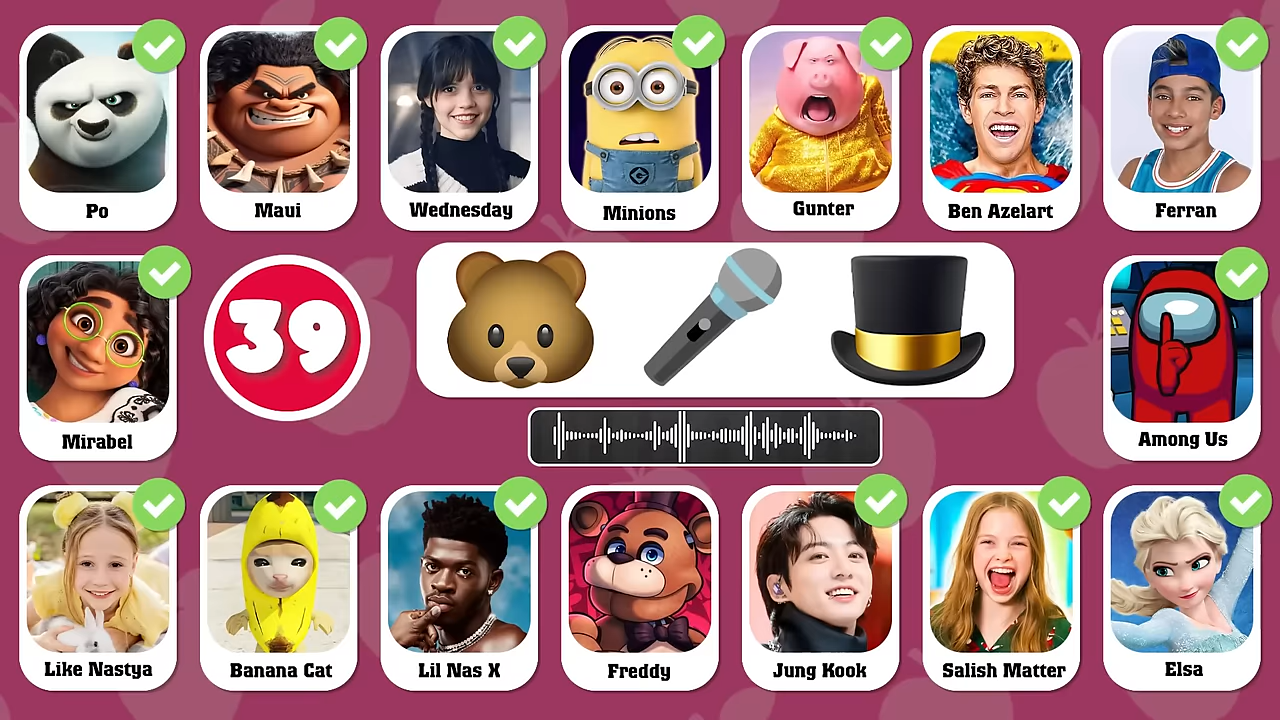 Po
Maui
Wednesday
Minions
Gunter
Ben Azelart
Ferran
Mirabel
39
Among Us
Like Nastya
Banana Cat
Lil Nas X
Freddy
Jung Kook
Salish Matter
Elsa